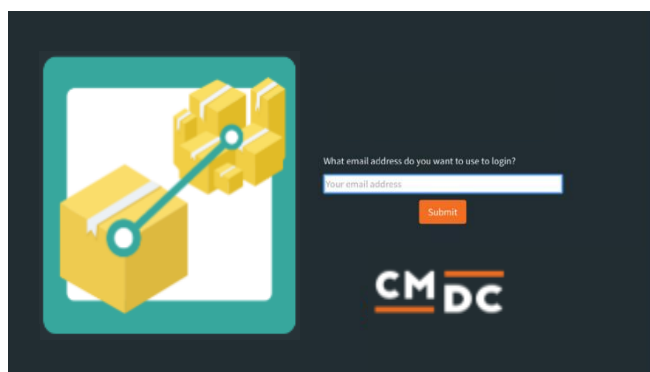 What email address do you want to use to login?
Your email address
Submit
CM
DC